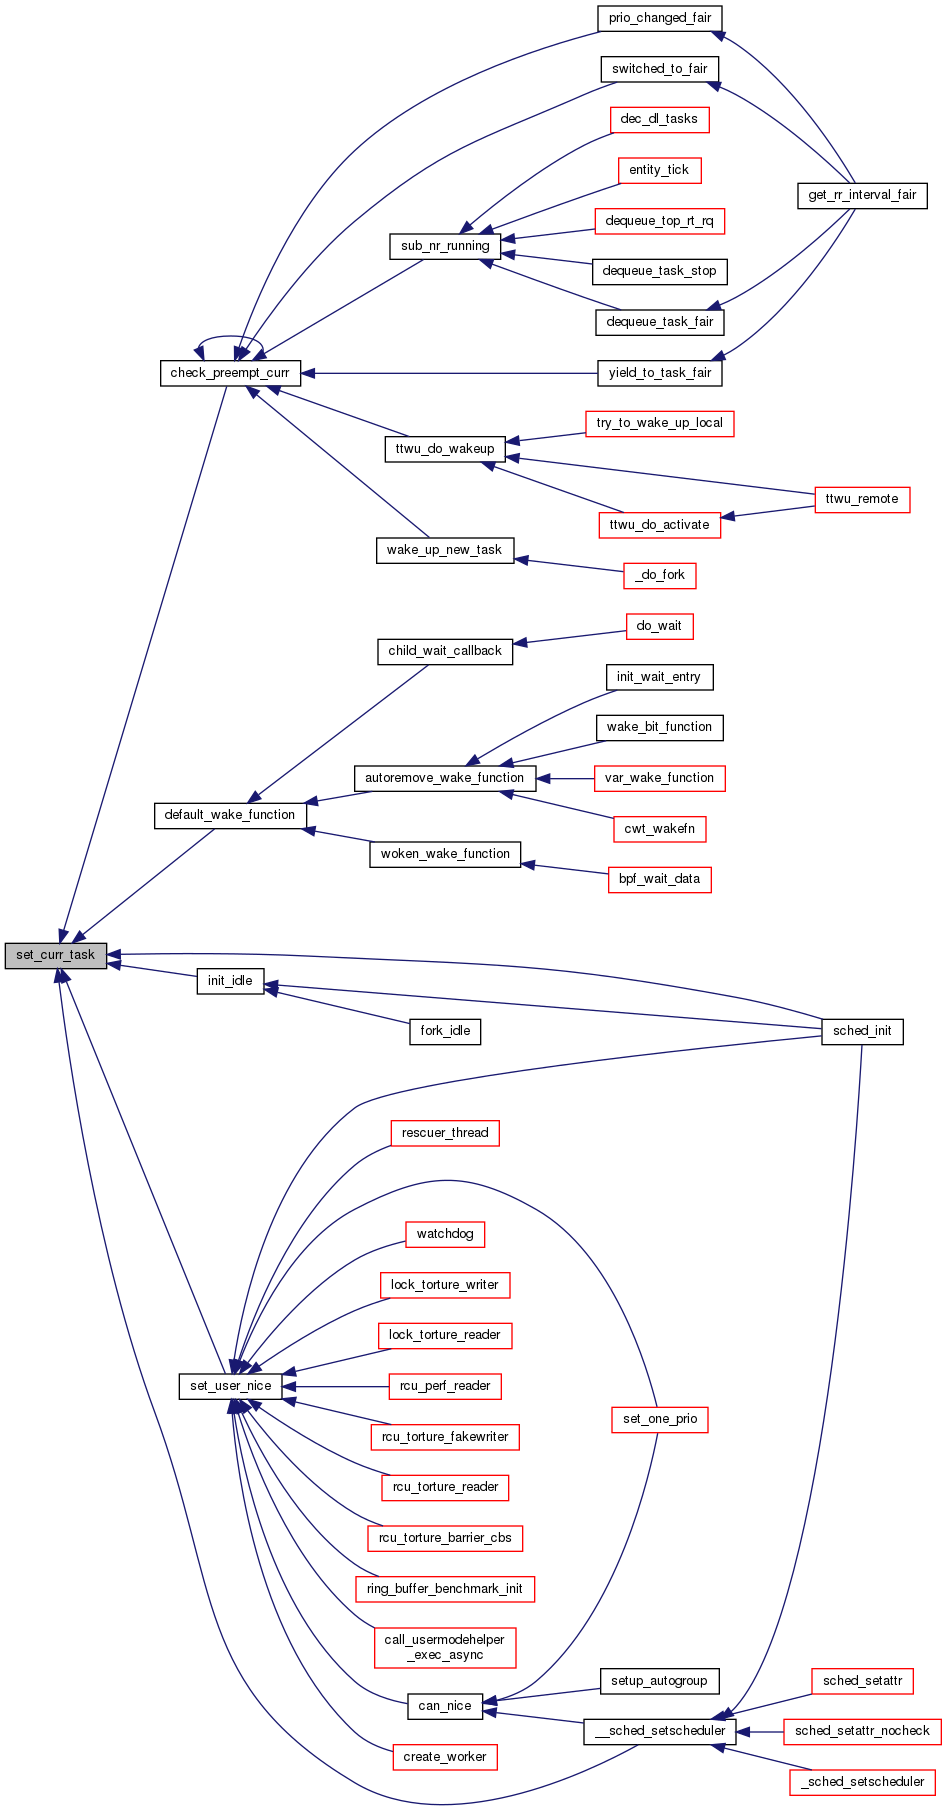 prio_changed_fair
switched_to_fair
dec_dl_tasks
entity_tick
get_rr_interval_fair
dequeue_top_rt_rq
sub_nr_running
dequeue_task_stop
dequeue_task_fair
check_preempt_curr
yield_to_task_fair
try_to_wake_up_local
ttwu_do_wakeup
ttwu_remote
ttwu_do_activate
wake_up_new_task
_do_fork
do_wait
child_wait_callback
init_wait_entry
wake_bit_function
autoremove_wake_function
var_wake_function
default_wake_function
cwt_wakefn
woken_wake_function
bpf_wait_data
set_curr_task
init_idle
fork_idle
sched_init
rescuer_thread
watchdog
lock_torture_writer
lock_torture_reader
set_user_nice
rcu_perf_reader
set_one_prio
rcu_torture_fakewriter
rcu_torture_reader
rcu_torture_barrier_cbs
ring_buffer_benchmark_init
call_usermodehelper
_exec_async
setup_autogroup
sched_setattr
can_nice
__sched_setscheduler
sched_setattr_nocheck
create_worker
_sched_setscheduler